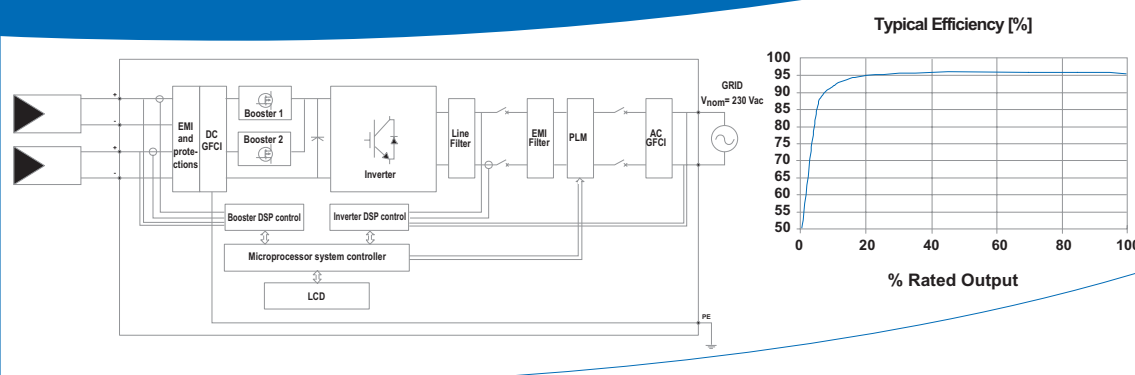 +
-
+
-
EMI
and
prote-
ctions
DC
GFCI
Booster 1
Booster 2
Inverter
Line
Filter
EMI
Filter
PLM
AC
GFCI
GRID
Vnom= 230 Vac
Booster DSP control
Inverter DSP control
Microprocessor system controller
LCD
PE
Typical Efficiency [%]
100
95
90
85
80
75
70
65
60
55
50
0 20 40 60 80 100
% Rated Output